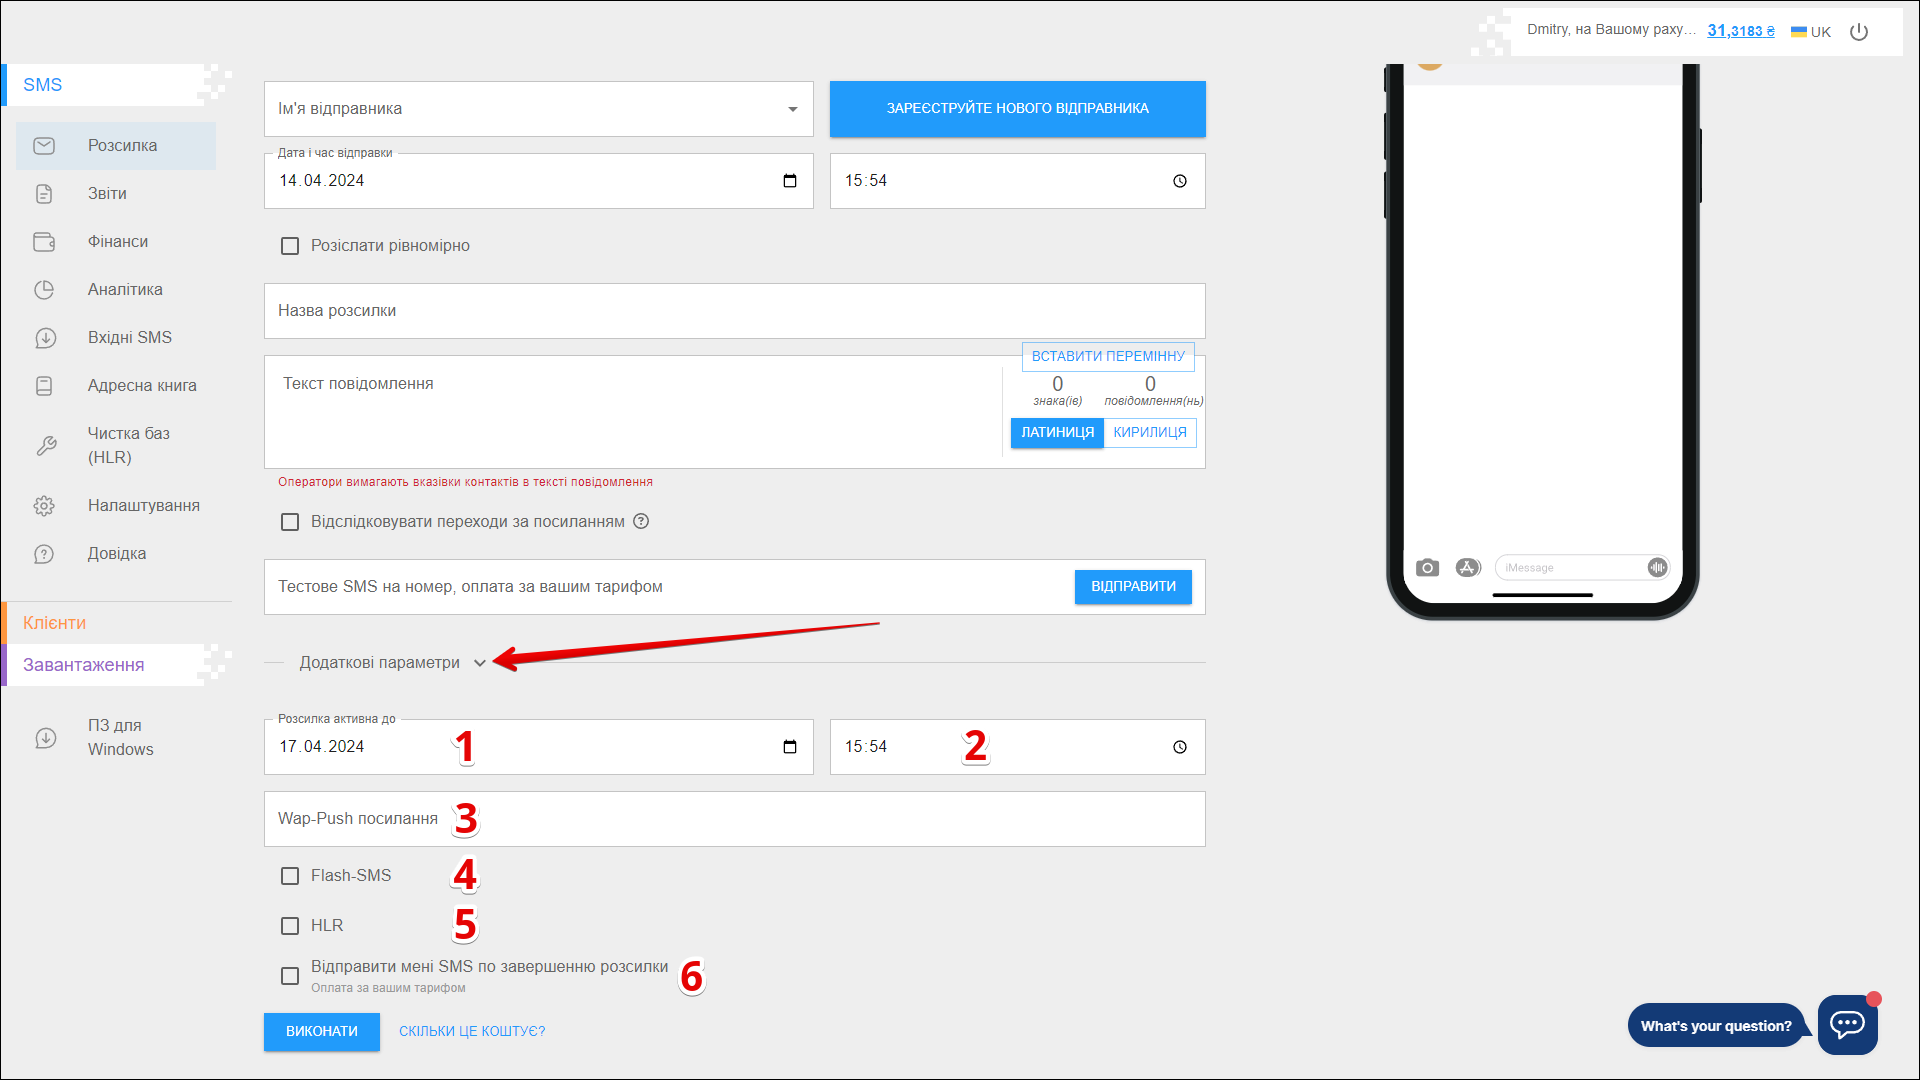 Dmitry, на Вашому раху...
31,3183 ₴
UK
SMS
Розсилка
Звіти
Фінанси
Аналітика
Вхідні SMS
Адресна книга
Чистка баз
(HLR)
Налаштування
Довідка
Клієнти
Завантаження
ПЗ для
Windows
Ім'я відправника
ЗАРЕЄСТРУЙТЕ НОВОГО ВІДПРАВНИКА
Дата і час відправки
14.04.2024
15:54
Розіслати рівномірно
Назва розсилки
ВСТАВИТИ ПЕРЕМІННУ
Текст повідомлення
0
0
знака(ів)
повідомлення(нь)
ЛАТИНИЦЯ
КИРИЛИЦЯ
Оператори вимагають вказівки контактів в тексті повідомлення
Відслідковувати переходи за посиланням ?
Тестове SMS на номер, оплата за вашим тарифом
ВІДПРАВИТИ
Додаткові параметри
Розсилка активна до
17.04.2024
1
15:54
2
Wap-Push посилання
3
Flash-SMS
4
HLR
5
Відправити мені SMS по завершенню розсилки
Оплата за вашим тарифом
6
ВИКОНАТИ
СКІЛЬКИ ЦЕ КОШТУЄ?
iMessage
What's your question?